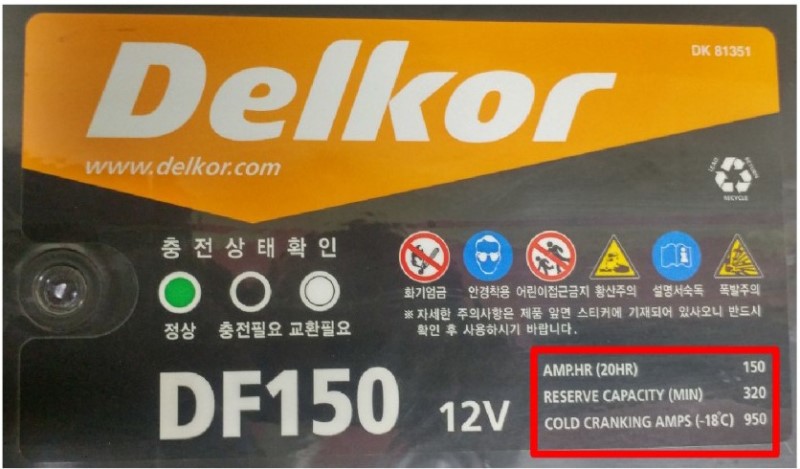 Delkor
DK 81351
www.delkor.com
LEAD
RETURN
RECYCLE
충전상태확인
정상 충전필요 교환필요
화기엄금 안경착용 어린이접근금지 황산주의 설명서숙독 폭발주의
※ 자세한 주의사항은 제품 앞면 스티커에 기재되어 있사오니 반드시
확인 후 사용하시기 바랍니다.
DF150 12V
AMP.HR (20HR) 150
RESERVE CAPACITY (MIN) 320
COLD CRANKING AMPS (-18℃) 950